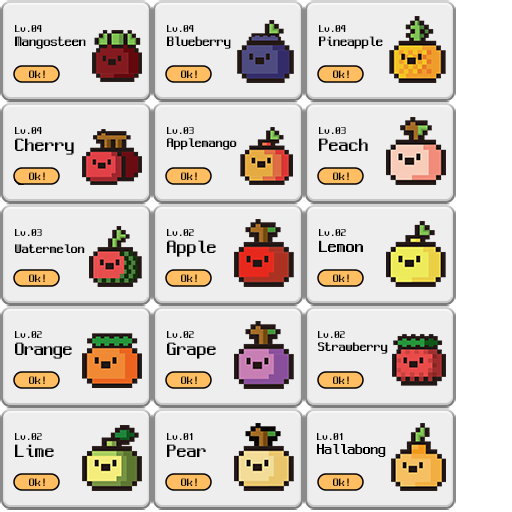 Lv.04
Mangosteen
Ok!
Lv.04
Blueberry
Ok!
Lv.04
Pineapple
Ok!
Lv.04
Cherry
Ok!
Lv.03
Applemango
Ok!
Lv.03
Peach
Ok!
Lv.03
Watermelon
Ok!
Lv.02
Apple
Ok!
Lv.02
Lemon
Ok!
Lv.02
Orange
Ok!
Lv.02
Grape
Ok!
Lv.02
Strawberry
Ok!
Lv.02
Lime
Ok!
Lv.01
Pear
Ok!
Lv.01
Hallabong
Ok!